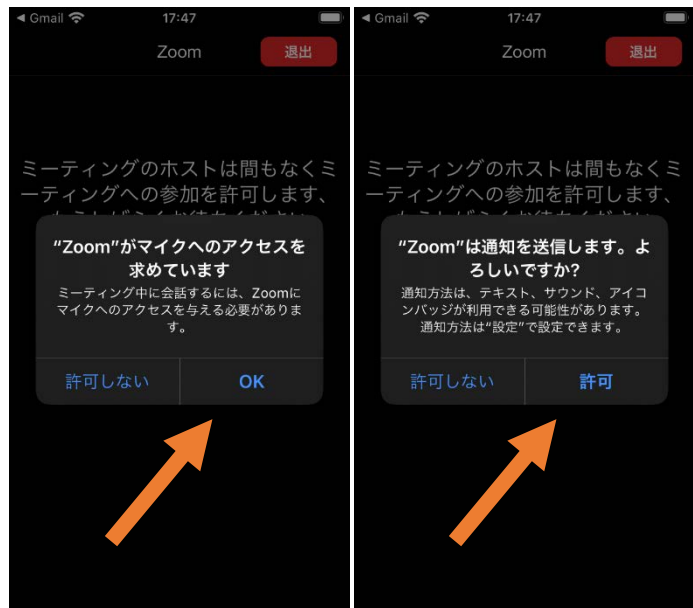 Gmail 17:47
Zoom 退出
ミーティングのホストは間もなくミ
ーティングへの参加を許可します、
“Zoom”がマイクへのアクセスを
求めています
ミーティング中に会話するには、Zoomに
マイクへのアクセスを与える必要がありま
す。
許可しない OK
Gmail 17:47
Zoom 退出
ミーティングのホストは間もなくミ
ーティングへの参加を許可します、
“Zoom”は通知を送信します。よ
ろしいですか?
通知方法は、テキスト、サウンド、アイコ
ンバッジが利用できる可能性があります。
通知方法は“設定”で設定できます。
許可しない 許可